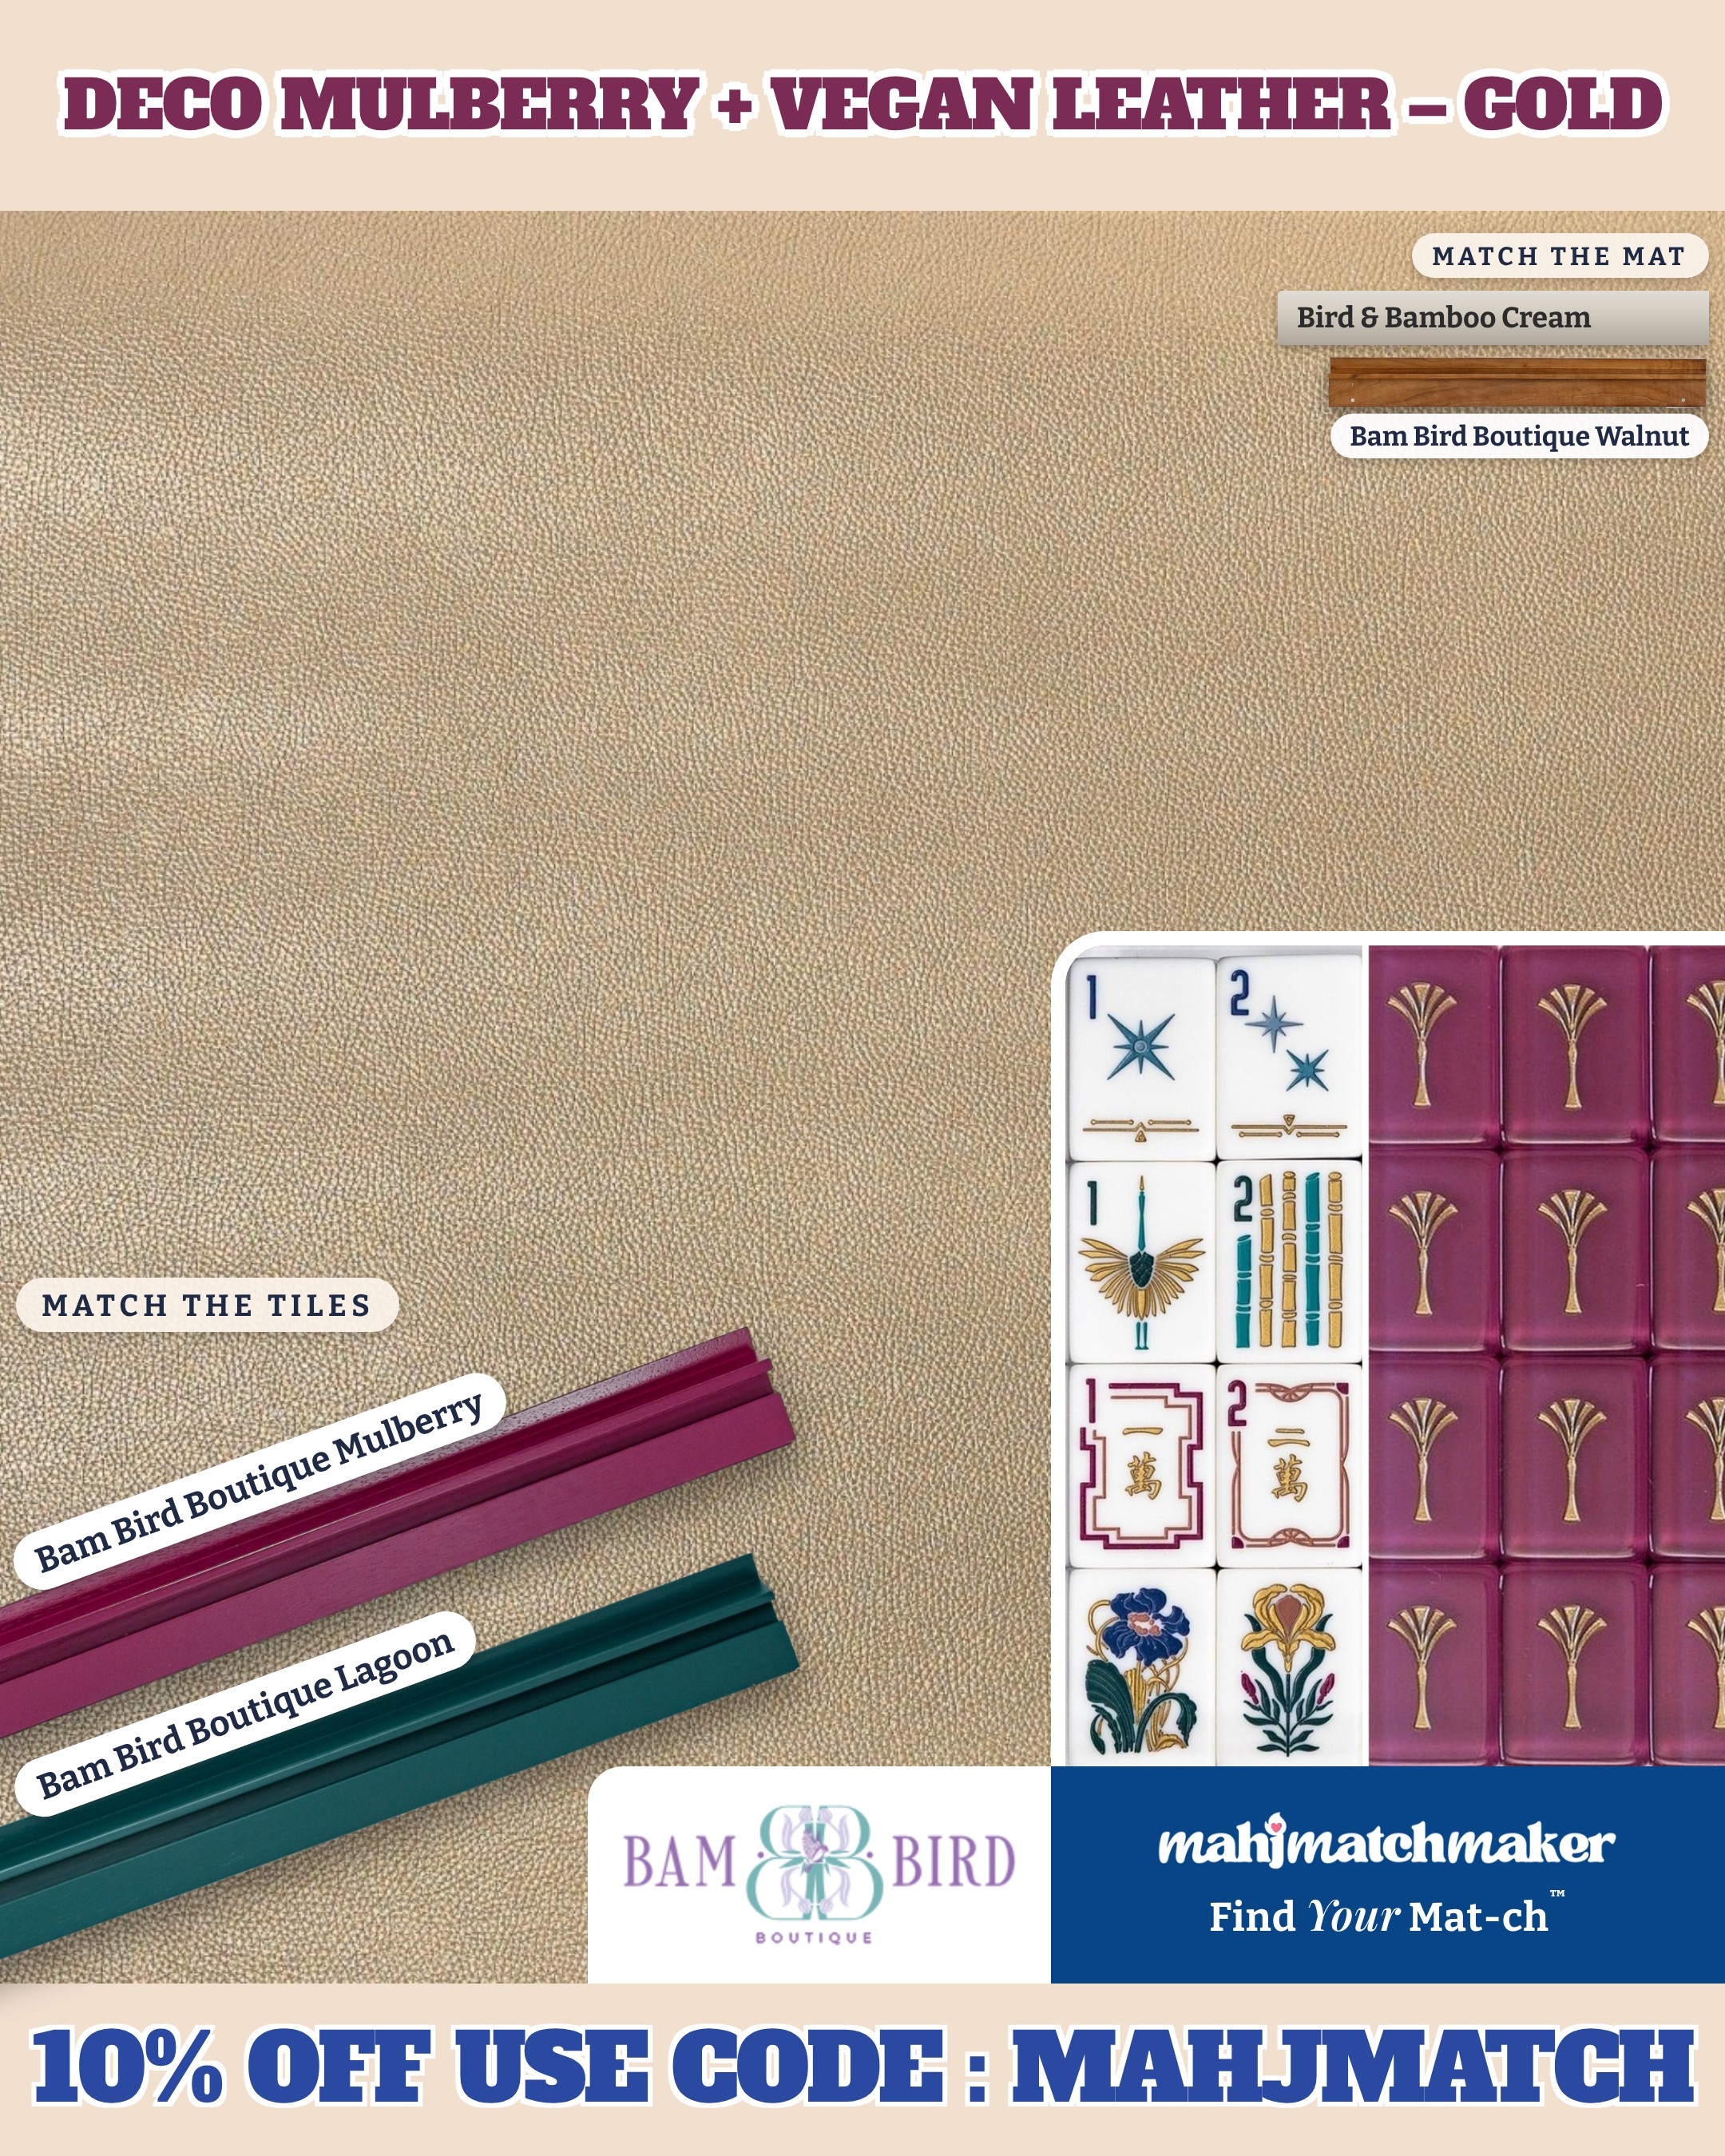 DECO MULBERRY + VEGAN LEATHER – GOLD
MATCH THE MAT
Bird & Bamboo Cream
Bam Bird Boutique Walnut
1
2
1
2
1
一
萬
2
二
萬
MATCH THE TILES
Bam Bird Boutique Mulberry
Bam Bird Boutique Lagoon
BAM BIRD
BOUTIQUE
mahjmatchmaker
Find Your Mat-ch™
10% OFF USE CODE : MAHJMATCH